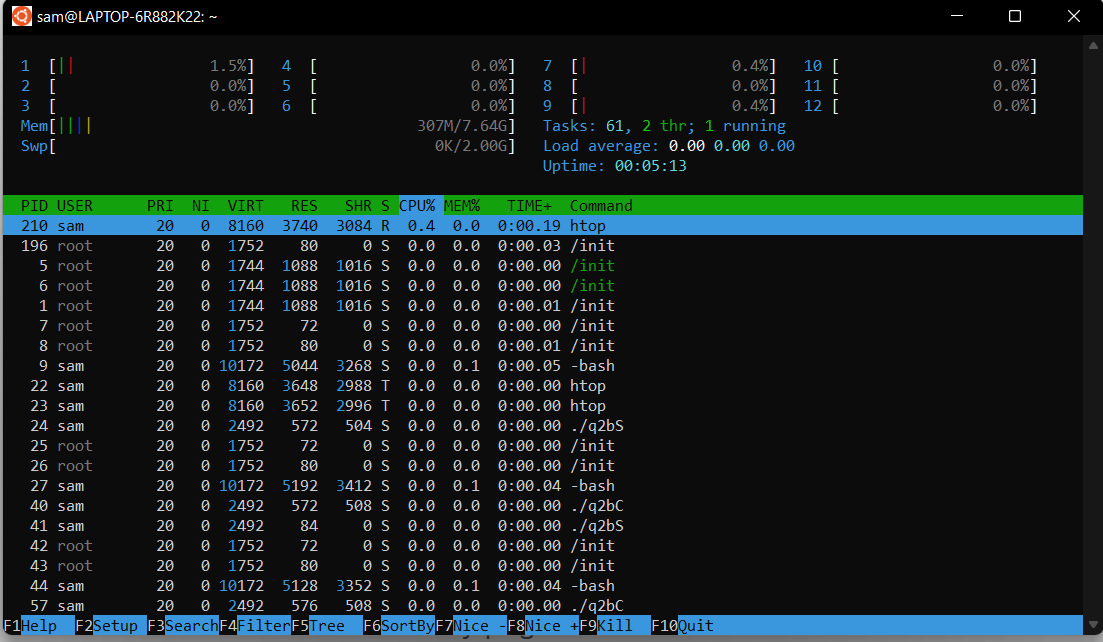 sam@LAPTOP-6R882K22: ~
1 [|| 1.5%] 4 [ 0.0%] 7 [| 0.4%] 10 [ 0.0%]
2 [ 0.0%] 5 [ 0.0%] 8 [ 0.0%] 11 [ 0.0%]
3 [ 0.0%] 6 [ 0.0%] 9 [| 0.4%] 12 [ 0.0%]
Mem[|||| 307M/7.64G] Tasks: 61, 2 thr; 1 running
Swp[ 0K/2.00G] Load average: 0.00 0.00 0.00
Uptime: 00:05:13
PID USER PRI NI VIRT RES SHR S CPU% MEM% TIME+ Command
210 sam 20 0 8160 3740 3084 R 0.4 0.0 0:00.19 htop
196 root 20 0 1752 80 0 S 0.0 0.0 0:00.03 /init
5 root 20 0 1744 1088 1016 S 0.0 0.0 0:00.00 /init
6 root 20 0 1744 1088 1016 S 0.0 0.0 0:00.00 /init
1 root 20 0 1744 1088 1016 S 0.0 0.0 0:00.01 /init
7 root 20 0 1752 72 0 S 0.0 0.0 0:00.00 /init
8 root 20 0 1752 80 0 S 0.0 0.0 0:00.01 /init
9 sam 20 0 10172 5044 3268 S 0.0 0.1 0:00.05 -bash
22 sam 20 0 8160 3648 2988 T 0.0 0.0 0:00.00 htop
23 sam 20 0 8160 3652 2996 T 0.0 0.0 0:00.00 htop
24 sam 20 0 2492 572 504 S 0.0 0.0 0:00.00 ./q2bS
25 root 20 0 1752 72 0 S 0.0 0.0 0:00.00 /init
26 root 20 0 1752 80 0 S 0.0 0.0 0:00.00 /init
27 sam 20 0 10172 5192 3412 S 0.0 0.1 0:00.04 -bash
40 sam 20 0 2492 572 508 S 0.0 0.0 0:00.00 ./q2bC
41 sam 20 0 2492 84 0 S 0.0 0.0 0:00.00 ./q2bS
42 root 20 0 1752 72 0 S 0.0 0.0 0:00.00 /init
43 root 20 0 1752 80 0 S 0.0 0.0 0:00.00 /init
44 sam 20 0 10172 5128 3352 S 0.0 0.1 0:00.04 -bash
57 sam 20 0 2492 576 508 S 0.0 0.0 0:00.00 ./q2bC
F1Help F2Setup F3SearchF4FilterF5Tree F6SortByF7Nice -F8Nice +F9Kill F10Quit